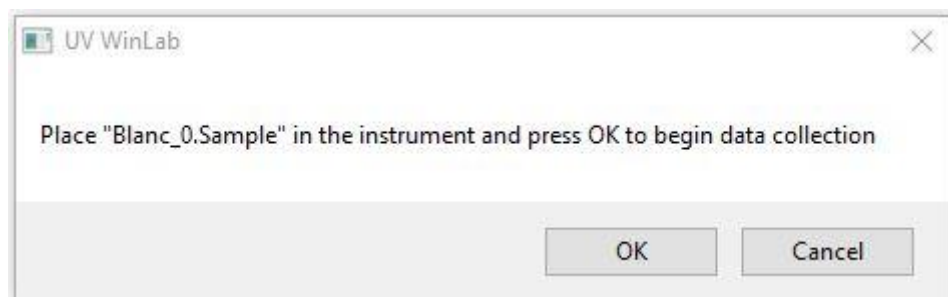 UV WinLab
Place "Blanc_0.Sample" in the instrument and press OK to begin data collection
OK
Cancel